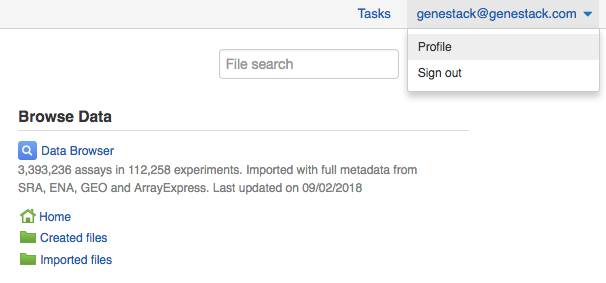 Tasks genestack@genestack.com
Profile
Sign out
File search
Browse Data
Data Browser
3,393,236 assays in 112,258 experiments. Imported with full metadata from
SRA, ENA, GEO and ArrayExpress. Last updated on 09/02/2018
Home
Created files
Imported files